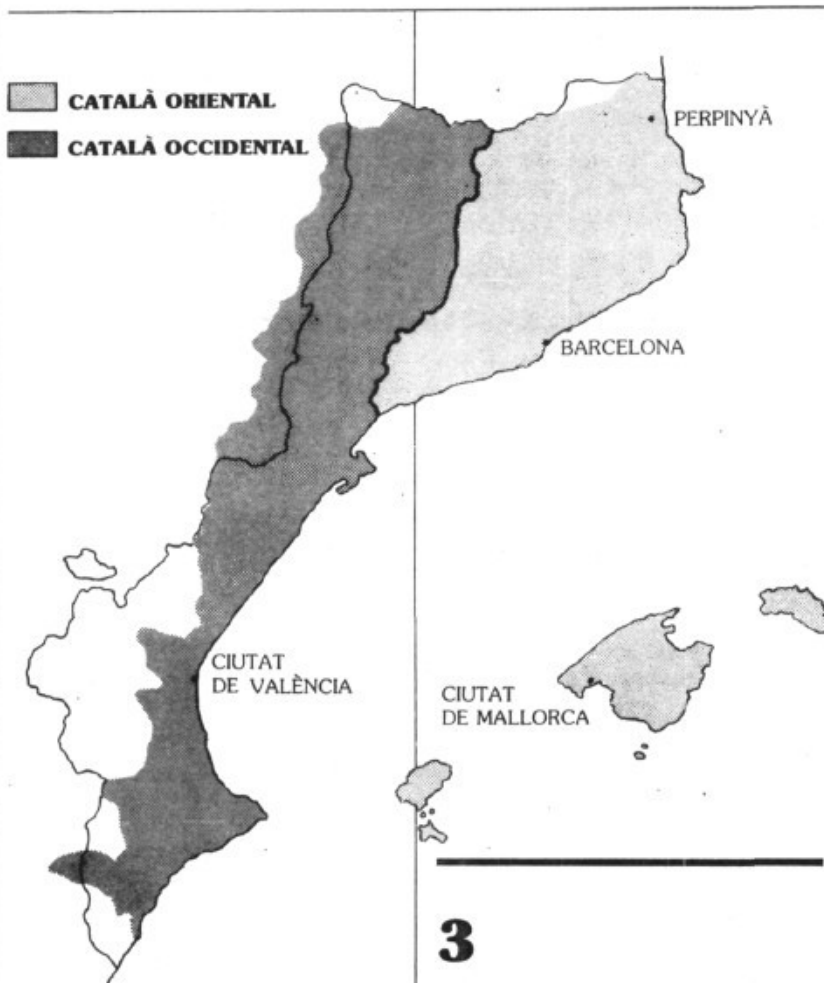 CATALÀ ORIENTAL
CATALÀ OCCIDENTAL
PERPINYÀ
BARCELONA
CIUTAT
DE VALÈNCIA
CIUTAT
DE MALLORCA
3